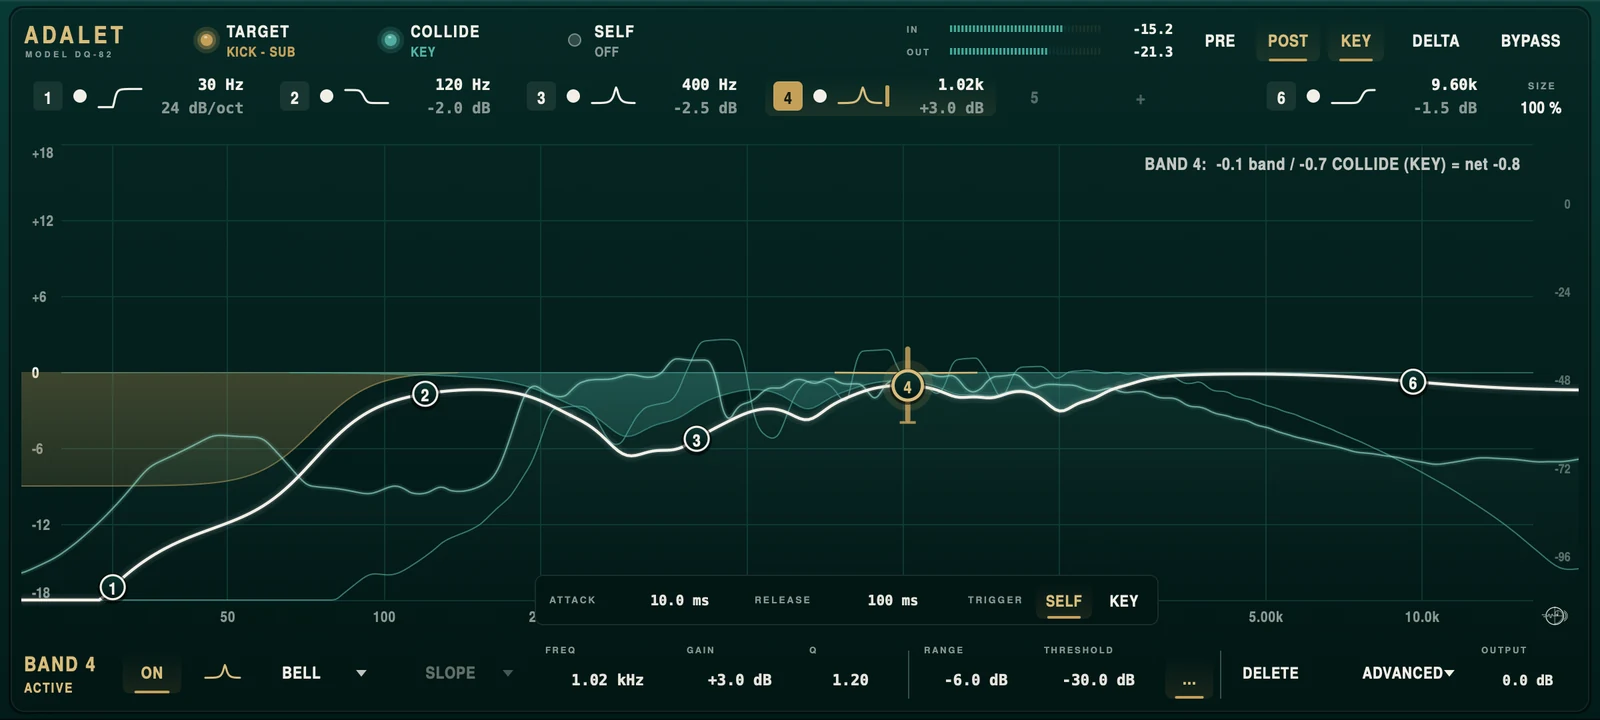 ADALET
MODEL DQ-82
TARGET
KICK - SUB
COLLIDE
KEY
SELF
OFF
IN
-15.2
OUT
-21.3
PRE
POST
KEY
DELTA
BYPASS
1
30 Hz
24 dB/oct
2
120 Hz
-2.0 dB
3
400 Hz
-2.5 dB
4
1.02k
+3.0 dB
5
+
6
9.60k
-1.5 dB
SIZE
100 %
BAND 4:  -0.1 band / -0.7 COLLIDE (KEY) = net -0.8
+18
+12
+6
0
-6
-12
-18
0
-24
-48
-72
-96
1
2
3
4
6
50
100
2
5.00k
10.0k
ATTACK
10.0 ms
RELEASE
100 ms
TRIGGER
SELF
KEY
BAND 4
ACTIVE
ON
BELL
SLOPE
FREQ
1.02 kHz
GAIN
+3.0 dB
Q
1.20
RANGE
-6.0 dB
THRESHOLD
-30.0 dB
...
DELETE
ADVANCED
OUTPUT
0.0 dB